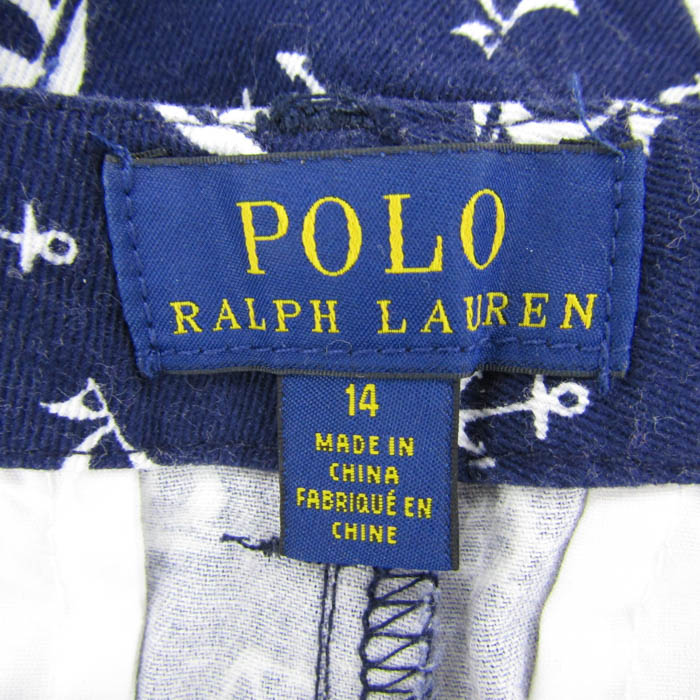 POLO
RALPH LAUREN
14
MADE IN
CHINA
FABRIQUÉ EN
CHINE